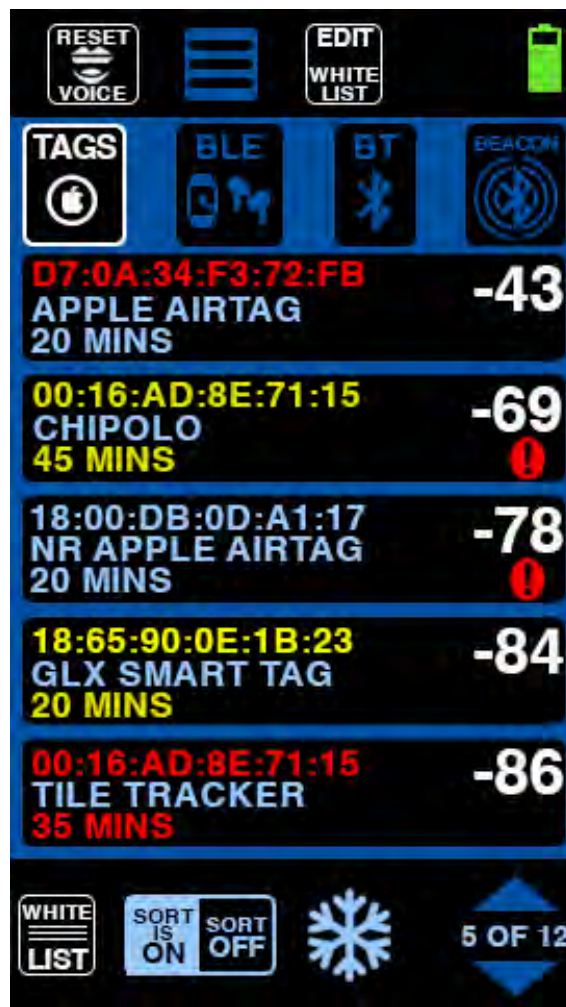 RESET
VOICE
EDIT
WHITE
LIST
TAGS
BLE
BT
BEACON
D7:0A:34:F3:72:FB
-43
APPLE AIRTAG
20 MINS
00:16:AD:8E:71:15
-69
CHIPOLO
45 MINS
!
18:00:DB:0D:A1:17
-78
NR APPLE AIRTAG
20 MINS
!
18:65:90:0E:1B:23
-84
GLX SMART TAG
20 MINS
00:16:AD:8E:71:15
-86
TILE TRACKER
35 MINS
WHITE
LIST
SORT
IS
ON
SORT
OFF
5 OF 12